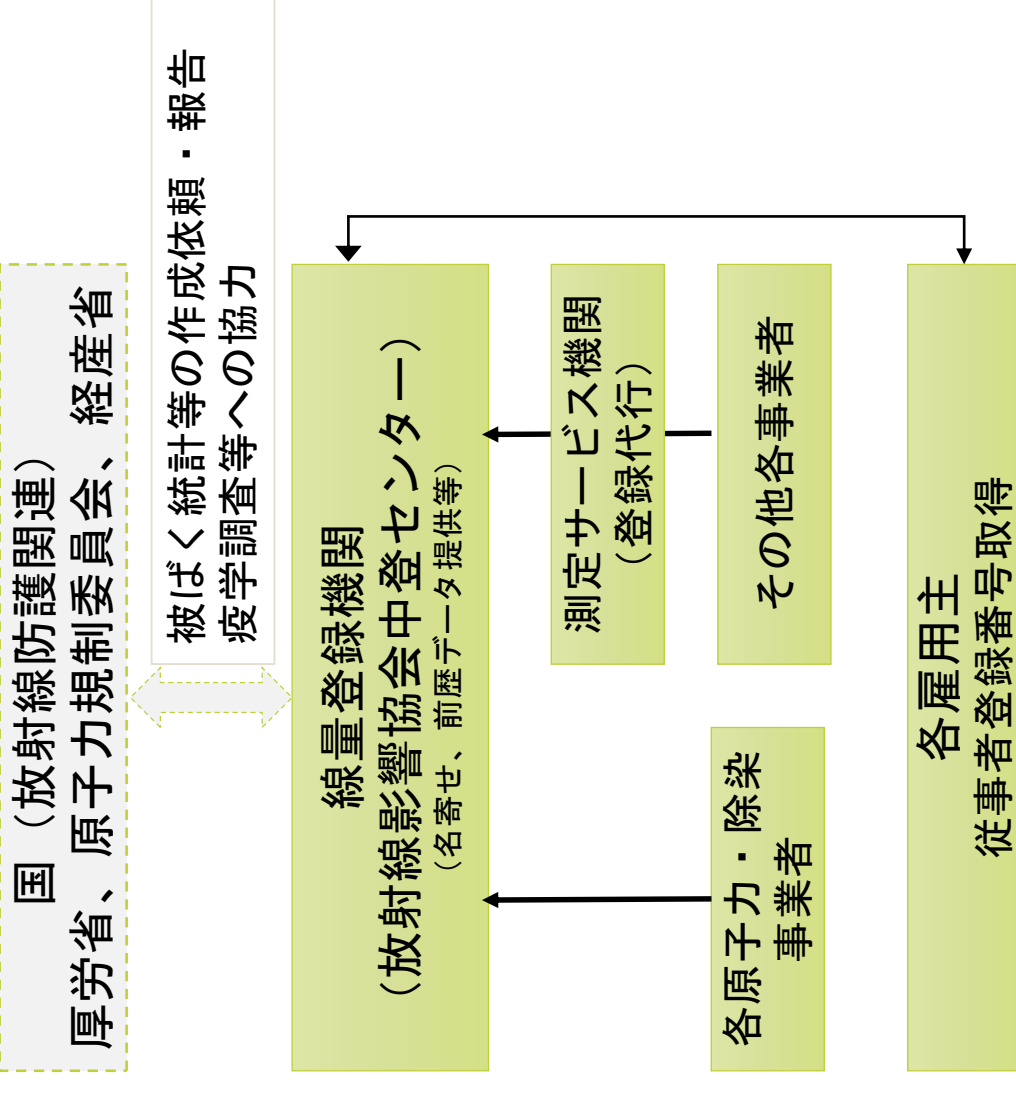 国（放射線防護関連）
厚労省、原子力規制委員会、経産省
被ばく統計等の作成依頼・報告
疫学調査等への協力
線量登録機関
（放射線影響協会中登センター）
（名寄せ、前歴データ提供等）
測定サービス機関
（登録代行）
各原子力・除染
事業者
その他各事業者
各雇用主
従事者登録番号取得